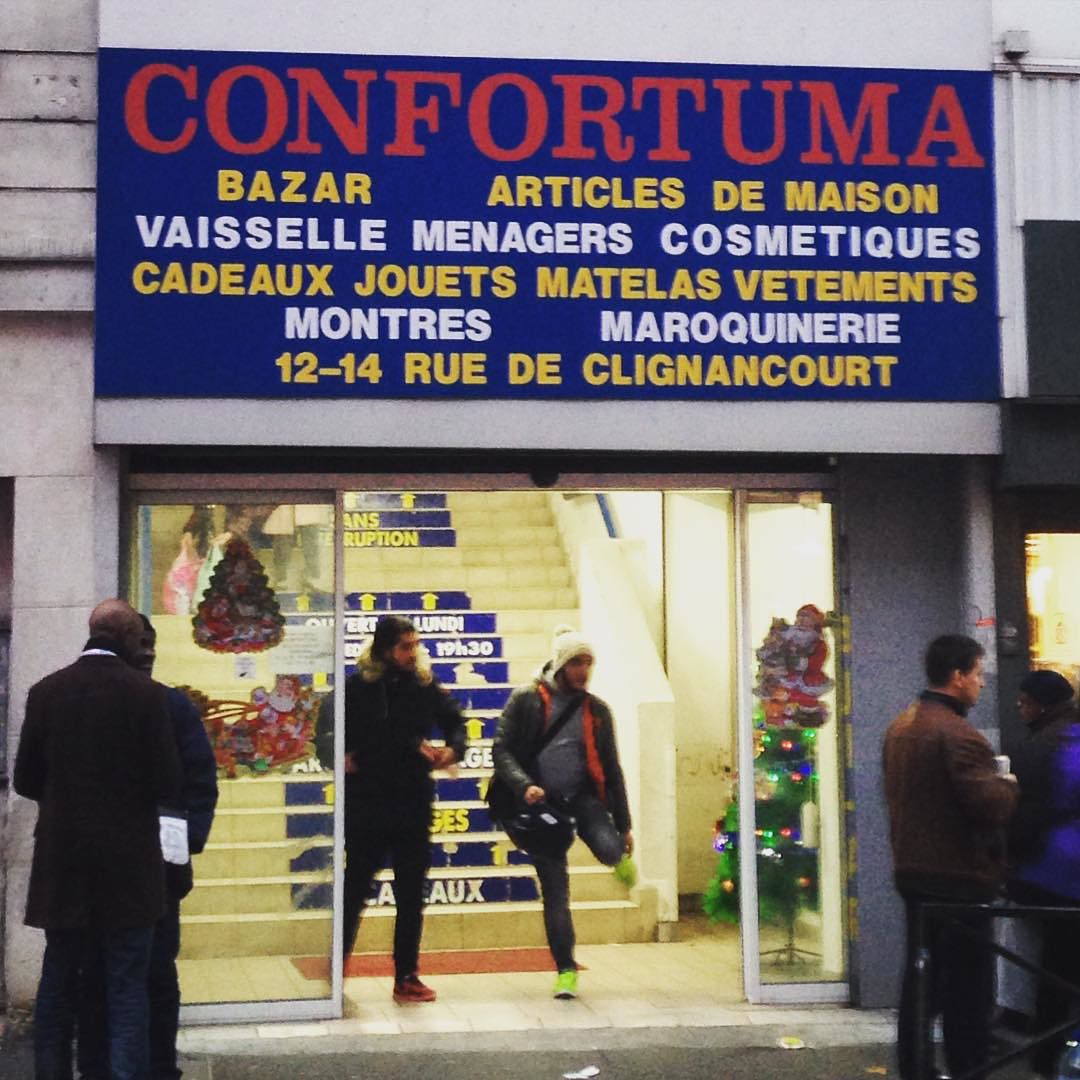 CONFORTUMA
BAZAR ARTICLES DE MAISON
VAISSELLE MENAGERS COSMETIQUES
CADEAUX JOUETS MATELAS VETEMENTS
MONTRES MAROQUINERIE
12-14 RUE DE CLIGNANCOURT
LUNDI
19h30